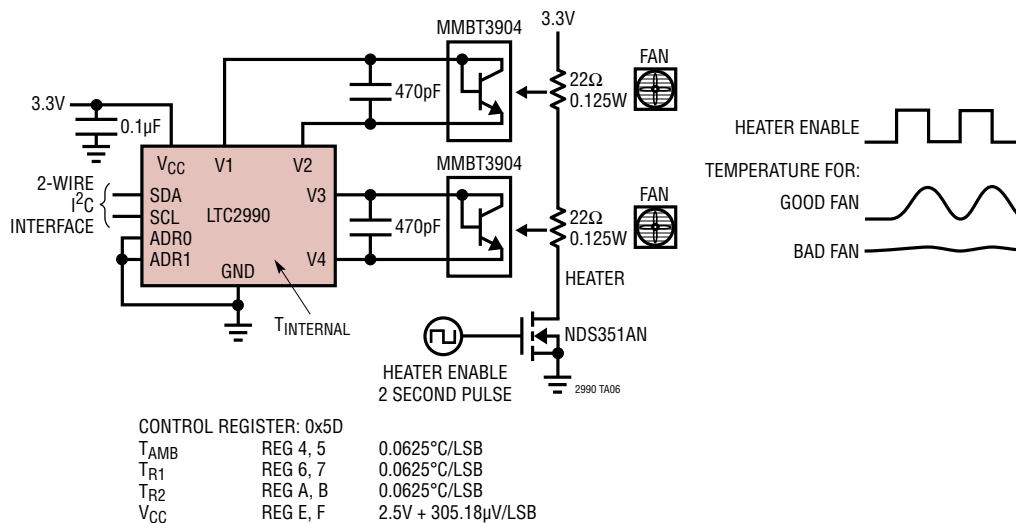 MMBT3904
3.3V
FAN
22Ω
0.125W
470pF
3.3V
0.1µF
VCC
V1
V2
MMBT3904
2-WIRE
I2C
INTERFACE
SDA
SCL
ADR0
ADR1
LTC2990
V3
V4
GND
470pF
FAN
22Ω
0.125W
HEATER
TINTERNAL
NDS351AN
HEATER ENABLE
2 SECOND PULSE
2990 TA06
HEATER ENABLE
TEMPERATURE FOR:
GOOD FAN
BAD FAN
CONTROL REGISTER: 0x5D
TAMB REG 4, 5 0.0625°C/LSB
TR1 REG 6, 7 0.0625°C/LSB
TR2 REG A, B 0.0625°C/LSB
VCC REG E, F 2.5V + 305.18µV/LSB